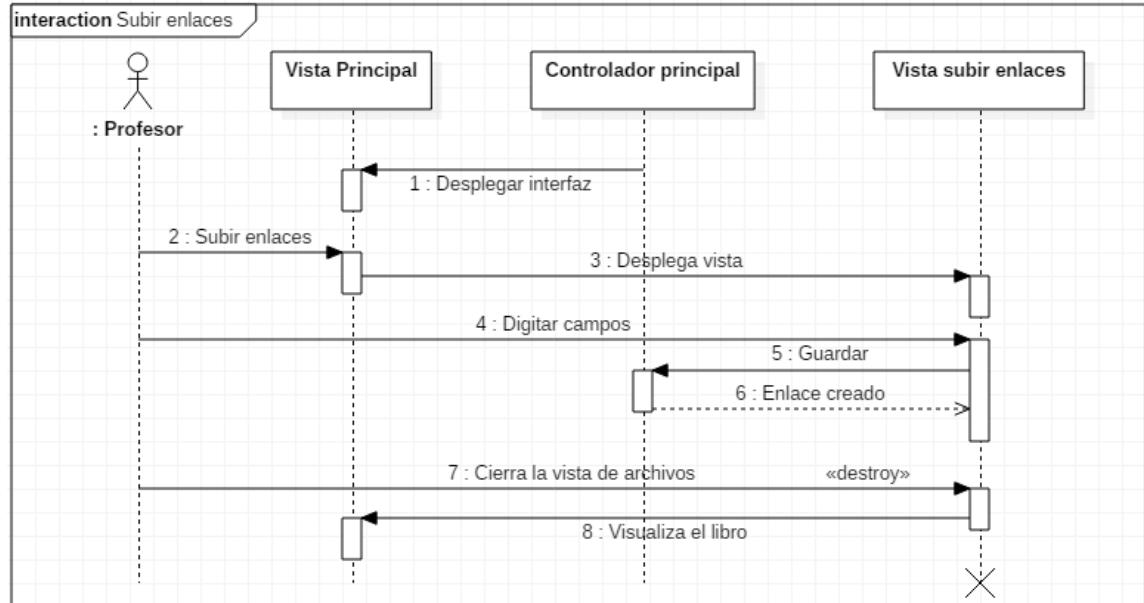 interaction Subir enlaces
Vista Principal
Controlador principal
Vista subir enlaces
: Profesor
1 : Desplegar interfaz
2 : Subir enlaces
3 : Desplega vista
4 : Digitar campos
5 : Guardar
6 : Enlace creado
7 : Cierra la vista de archivos
«destroy»
8 : Visualiza el libro